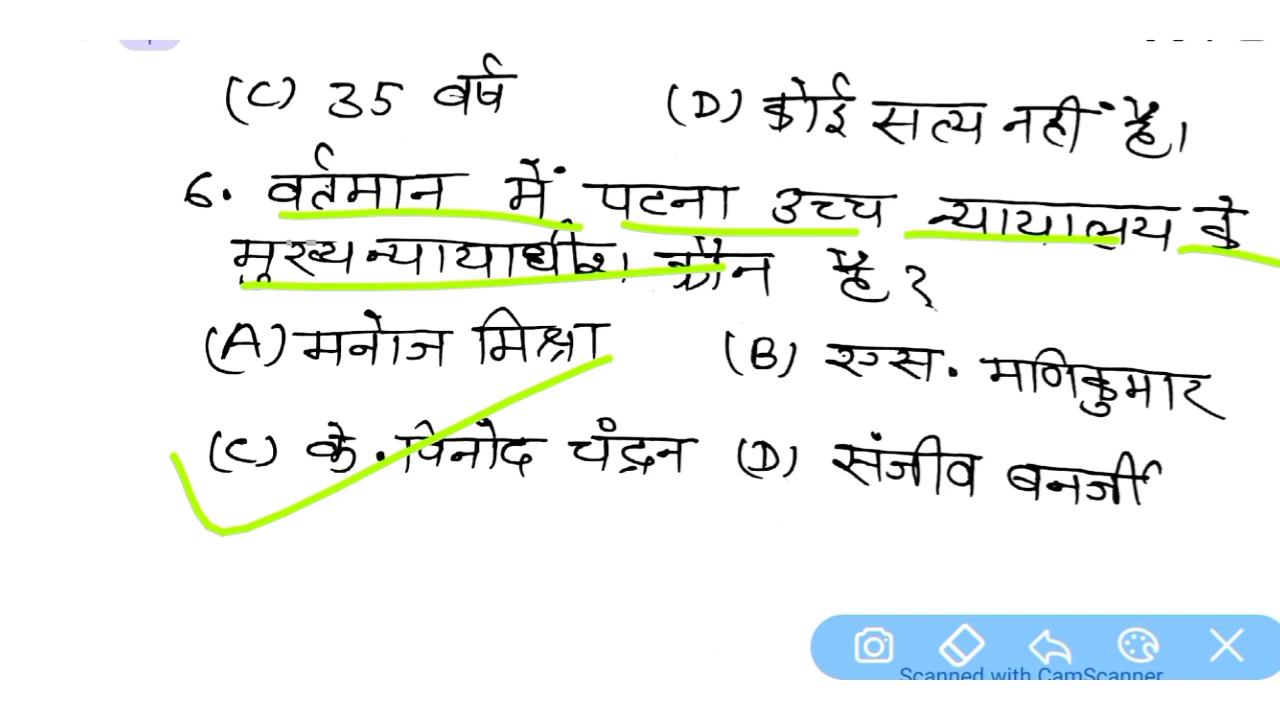 (C) 35 वर्ष (D) कोई सत्य नहीं है।
6. वर्तमान में पटना उच्च न्यायालय के
मुख्य न्यायाधीश कौन है?
(A) मनोज मिश्रा (B) एस. मणिकुमार
(C) के. विनोद चंद्रन (D) संजीव बनर्जी
Scanned with CamScanner